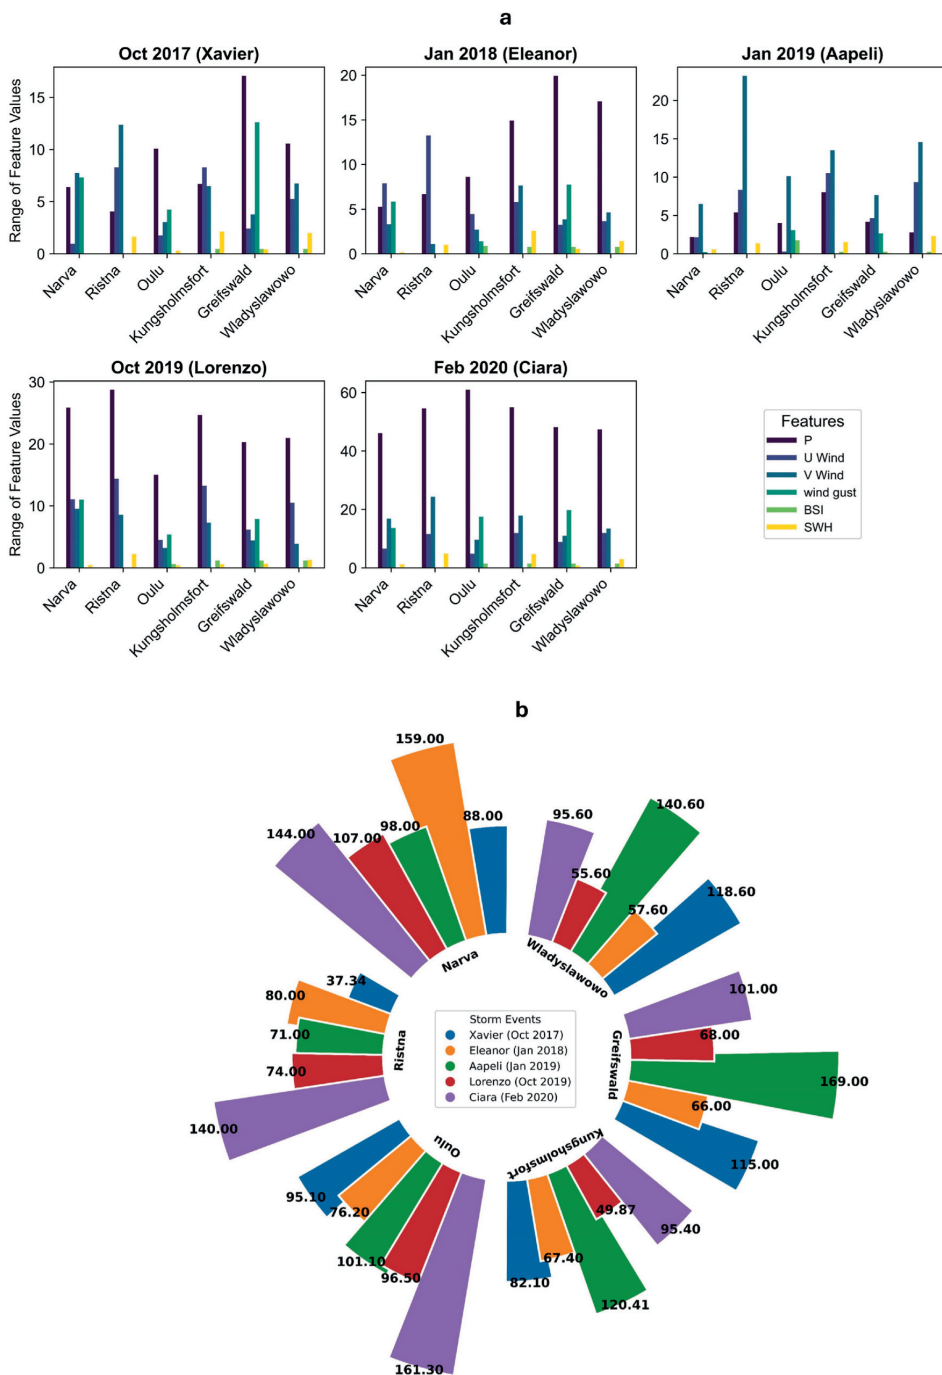 a
Oct 2017 (Xavier)
Range of Feature Values
15
10
5
0
Narva
Ristna
Oulu
Kungsholmsfort
Greifswald
Wladyslawowo
Jan 2018 (Eleanor)
20
15
10
5
0
Narva
Ristna
Oulu
Kungsholmsfort
Greifswald
Wladyslawowo
Jan 2019 (Aapeli)
20
15
10
5
0
Narva
Ristna
Oulu
Kungsholmsfort
Greifswald
Wladyslawowo
Oct 2019 (Lorenzo)
Range of Feature Values
30
20
10
0
Narva
Ristna
Oulu
Kungsholmsfort
Greifswald
Wladyslawowo
Feb 2020 (Ciara)
60
40
20
0
Narva
Ristna
Oulu
Kungsholmsfort
Greifswald
Wladyslawowo
Features
P
U Wind
V Wind
wind gust
BSI
SWH
b
159.00
88.00
98.00
107.00
144.00
Narva
95.60
55.60
140.60
57.60
118.60
Wladyslawowo
37.34
80.00
71.00
74.00
140.00
Ristna
Storm Events
Xavier (Oct 2017)
Eleanor (Jan 2018)
Aapeli (Jan 2019)
Lorenzo (Oct 2019)
Ciara (Feb 2020)
101.00
68.00
169.00
66.00
115.00
Greifswald
Oulu
95.10
76.20
101.10
96.50
161.30
Kungsholmsfort
82.10
67.40
120.41
49.87
95.40